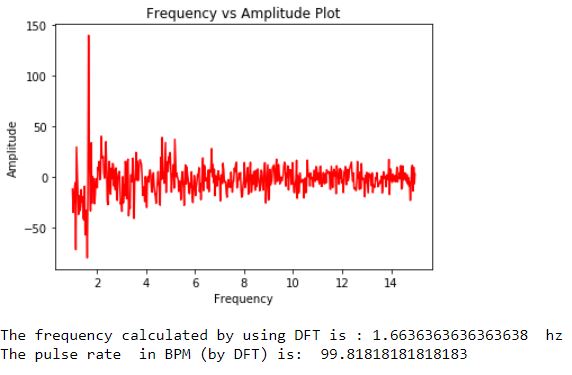 Frequency vs Amplitude Plot
150
100
50
0
−50
Amplitude
2 4 6 8 10 12 14
Frequency
The frequency calculated by using DFT is : 1.6636363636363638  hz
The pulse rate  in BPM (by DFT) is:  99.81818181818183